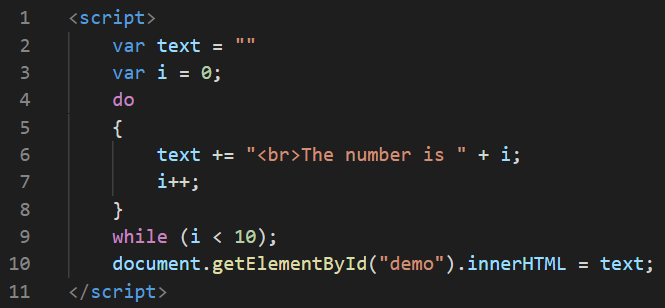 1 <script>
2 var text = ""
3 var i = 0;
4 do
5 {
6 text += "<br>The number is " + i;
7 i++;
8 }
9 while (i < 10);
10 document.getElementById("demo").innerHTML = text;
11 </script>